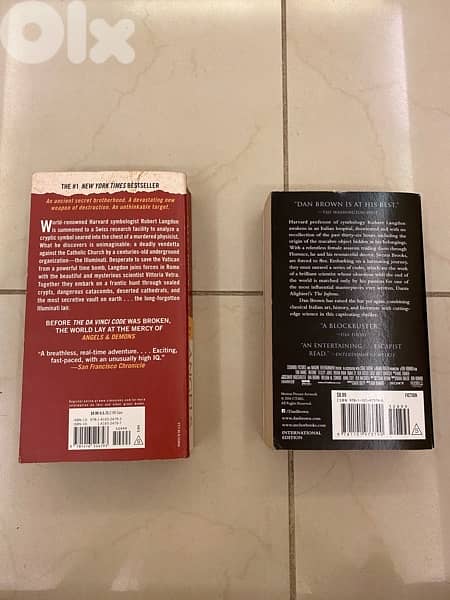 OLX
THE #1 NEW YORK TIMES BESTSELLER
An ancient secret brotherhood. A devastating new
weapon of destruction. An unthinkable target.
World-renowned Harvard symbologist Robert Langdon
is summoned to a Swiss research facility to analyze a
cryptic symbol seared into the chest of a murdered physicist.
What he discovers is unimaginable: a deadly vendetta
against the Catholic Church by a centuries-old underground
organization—the Illuminati. Desperate to save the Vatican
from a powerful time bomb, Langdon joins forces in Rome
with the beautiful and mysterious scientist Vittoria Vetra.
Together they embark on a frantic hunt through sealed
crypts, dangerous catacombs, deserted cathedrals, and
the most secretive vault on earth . . . the long-forgotten
Illuminati lair.
BEFORE THE DA VINCI CODE WAS BROKEN,
THE WORLD LAY AT THE MERCY OF
ANGELS & DEMONS
"A breathless, real-time adventure. . . . Exciting,
fast-paced, with an unusually high IQ."
—San Francisco Chronicle
"DAN BROWN IS AT HIS BEST."
—THE WASHINGTON POST
Harvard professor of symbology Robert Langdon
awakens in an Italian hospital, disoriented and with no
recollection of the past thirty-six hours, including the
origin of the macabre object hidden in his belongings.
With a relentless female assassin trailing them through
Florence, he and his resourceful doctor, Sienna Brooks,
are forced to flee. Embarking on a harrowing journey,
they must unravel a series of codes, which are the work
of a brilliant scientist whose obsession with the end of
the world is matched only by his passion for one of
the most influential masterpieces ever written, Dante
Alighieri's The Inferno.
Dan Brown has raised the bar yet again, combining
classical Italian art, history, and literature with cutting-
edge science in this captivating thriller.
"A BLOCKBUSTER."
—USA TODAY
"AN ENTERTAINING . . . ESCAPIST
READ." —ENTERTAINMENT WEEKLY
$9.99 FICTION
/DanBrown
www.danbrown.com
www.anchorbooks.com
INTERNATIONAL
EDITION